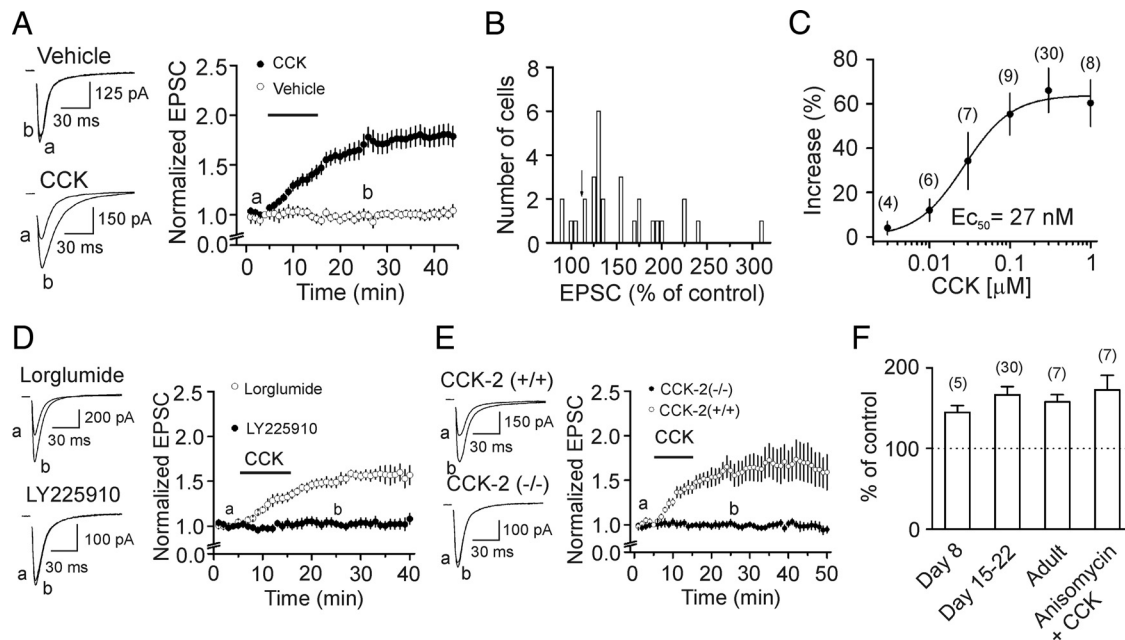 A
Vehicle
125 pA
30 ms
b
a
CCK
150 pA
a
30 ms
b
Normalized EPSC
2.5
2.0
1.5
1.0
0.0
CCK
Vehicle
a
b
0 10 20 30 40
Time (min)
B
Number of cells
8
6
4
2
0
100 150 200 250 300
EPSC (% of control)
C
Increase (%)
80
60
40
20
0
(4)
(6)
(7)
(9)
(30)
(8)
Ec50= 27 nM
0.01 0.1 1
CCK [μM]
D
Lorglumide
a
200 pA
30 ms
b
LY225910
100 pA
30 ms
a
b
Normalized EPSC
2.5
2.0
1.5
1.0
0.0
Lorglumide
LY225910
CCK
a
b
0 10 20 30 40
Time (min)
E
CCK-2 (+/+)
150 pA
a
30 ms
b
CCK-2 (-/-)
100 pA
30 ms
a
b
Normalized EPSC
2.5
2.0
1.5
1.0
0.0
CCK-2(-/-)
CCK-2(+/+)
CCK
a
b
0 10 20 30 40 50
Time (min)
F
% of control
200
100
0
(5)
(30)
(7)
(7)
Day 8
Day 15-22
Adult
Anisomycin
+ CCK